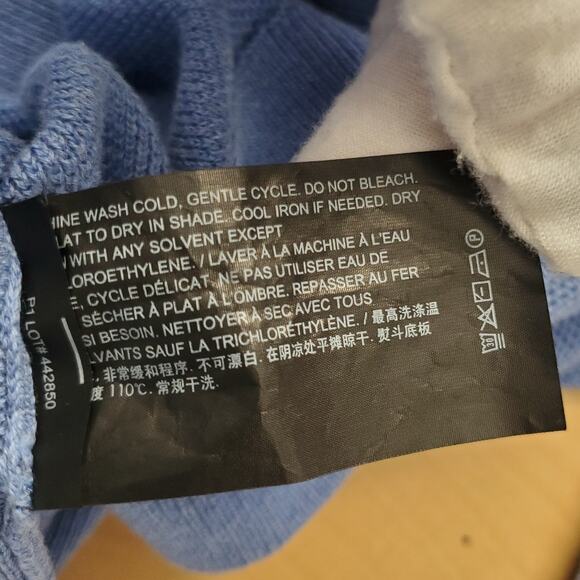 WASH COLD, GENTLE CYCLE. DO NOT BLEACH.
TO DRY IN SHADE. COOL IRON IF NEEDED. DRY
WITH ANY SOLVENT EXCEPT
LOROETHYLENE. / LAVER À LA MACHINE À L'EAU
CYCLE DÉLICAT. NE PAS UTILISER EAU DE
SÉCHER À PLAT À L'OMBRE. REPASSER AU FER
SI BESOIN. NETTOYER À SEC AVEC TOUS
LVANTS SAUF LA TRICHLORÉTHYLÈNE. / 最高洗涤温
, 非常缓和程序. 不可漂白. 在阴凉处平摊晾干. 熨斗底板
度 110℃. 常规干洗.
P
P1 LOT# 442850